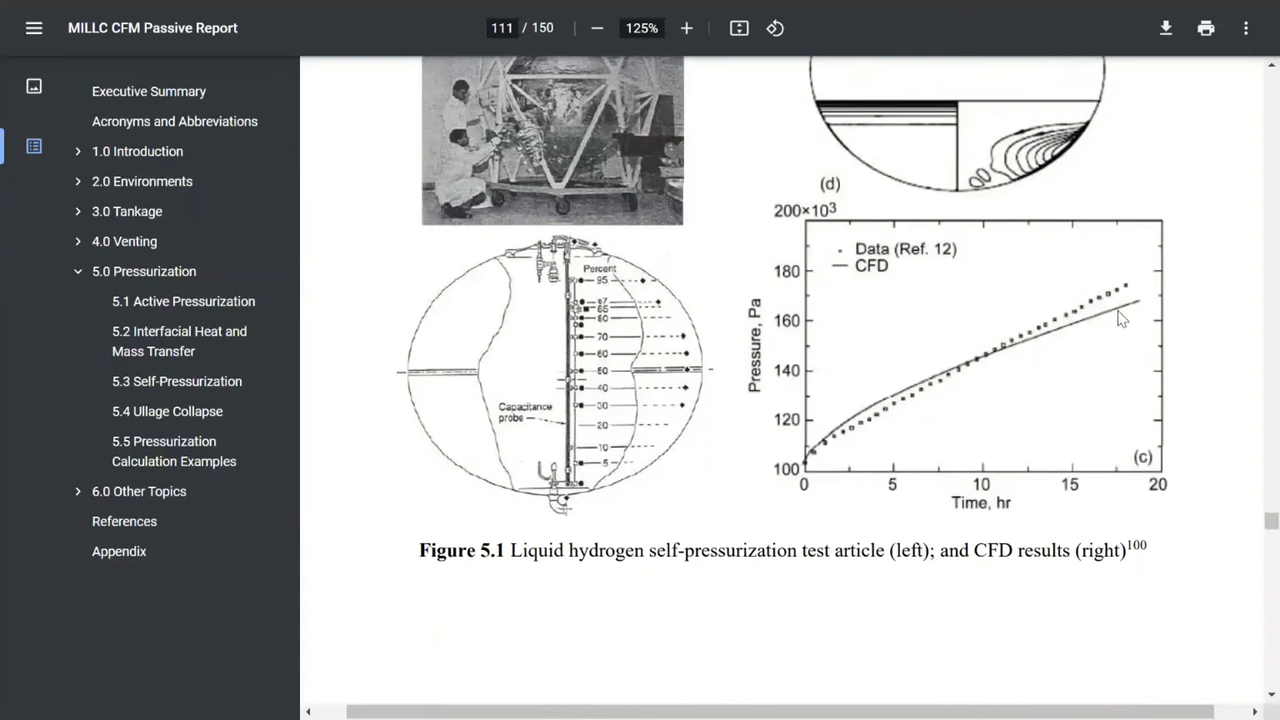 MILLC CFM Passive Report
111 / 150
125%
Executive Summary
Acronyms and Abbreviations
1.0 Introduction
2.0 Environments
3.0 Tankage
4.0 Venting
5.0 Pressurization
5.1 Active Pressurization
5.2 Interfacial Heat and
Mass Transfer
5.3 Self-Pressurization
5.4 Ullage Collapse
5.5 Pressurization
Calculation Examples
6.0 Other Topics
References
Appendix
Percent
95
80
70
60
50
40
30
20
10
5
Capacitance
probe
(d)
200×10³
180
160
140
120
100
Pressure, Pa
Data (Ref. 12)
CFD
(c)
0
5
10
15
20
Time, hr
Figure 5.1 Liquid hydrogen self-pressurization test article (left); and CFD results (right)100